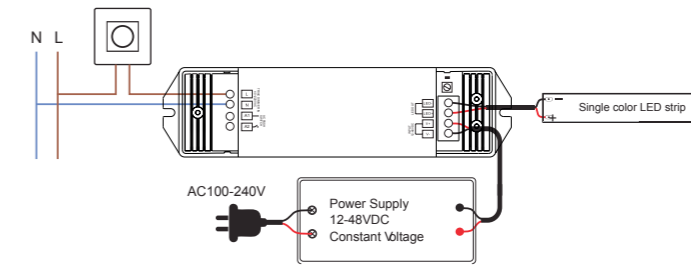 N L
Single color LED strip
AC100-240V
Power Supply
12-48VDC
Constant Voltage